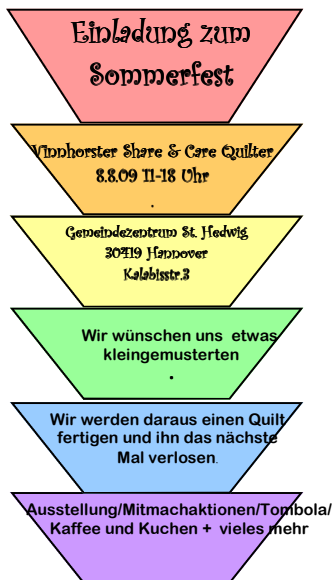 Einladung zum
Sommerfest
Vinnhorster Share & Care Quilter
8.8.09 11-18 Uhr
.
Gemeindezentrum St. Hedwig
30419 Hannover
Kalabisstr.3
Wir wünschen uns etwas
kleingemusterten
.
Wir werden daraus einen Quilt
fertigen und ihn das nächste
Mal verlosen.
Ausstellung/Mitmachaktionen/Tombola/
Kaffee und Kuchen + vieles mehr